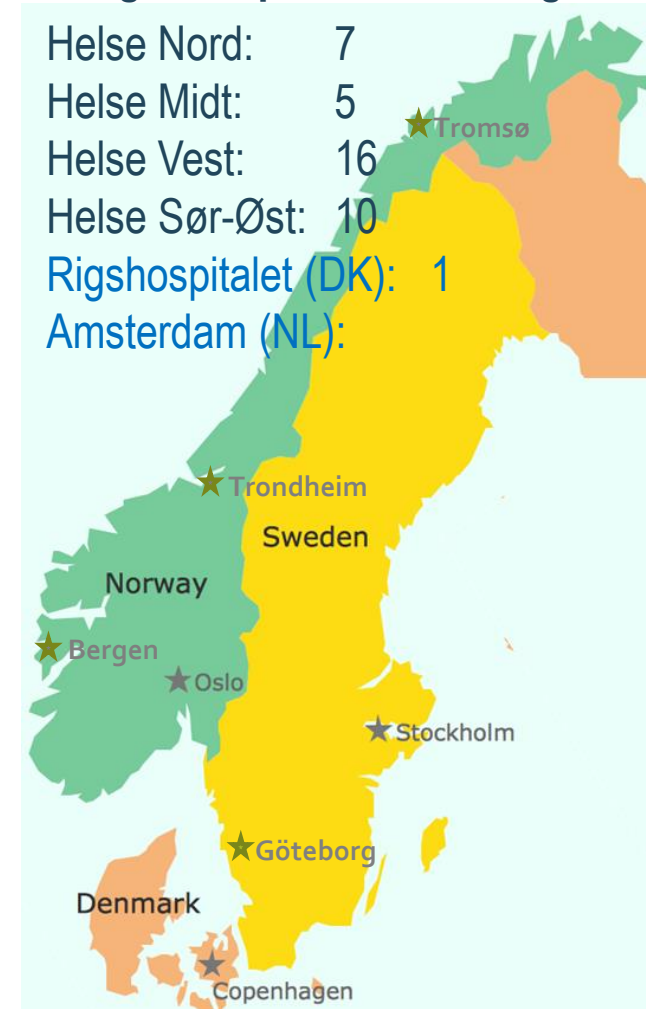 Helse Nord: 7
Helse Midt: 5
Helse Vest: 16
Helse Sør-Øst: 10
Rigshospitalet (DK): 1
Amsterdam (NL):
Tromsø
Trondheim
Sweden
Norway
Bergen
Oslo
Stockholm
Göteborg
Denmark
Copenhagen